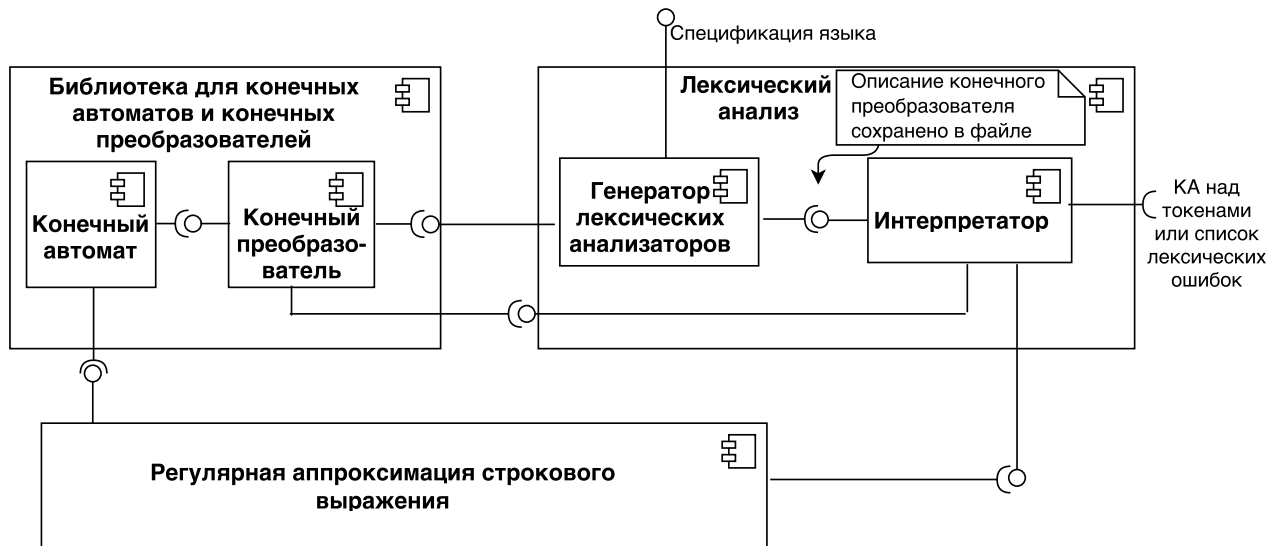 Спецификация языка
Библиотека для конечных
автоматов и конечных
преобразователей
Конечный
автомат
Конечный
преобразо-
ватель
Лексический
анализ
Описание конечного
преобразователя
сохранено в файле
Генератор
лексических
анализаторов
Интерпретатор
КА над
токенами
или список
лексических
ошибок
Регулярная аппроксимация строкового
выражения